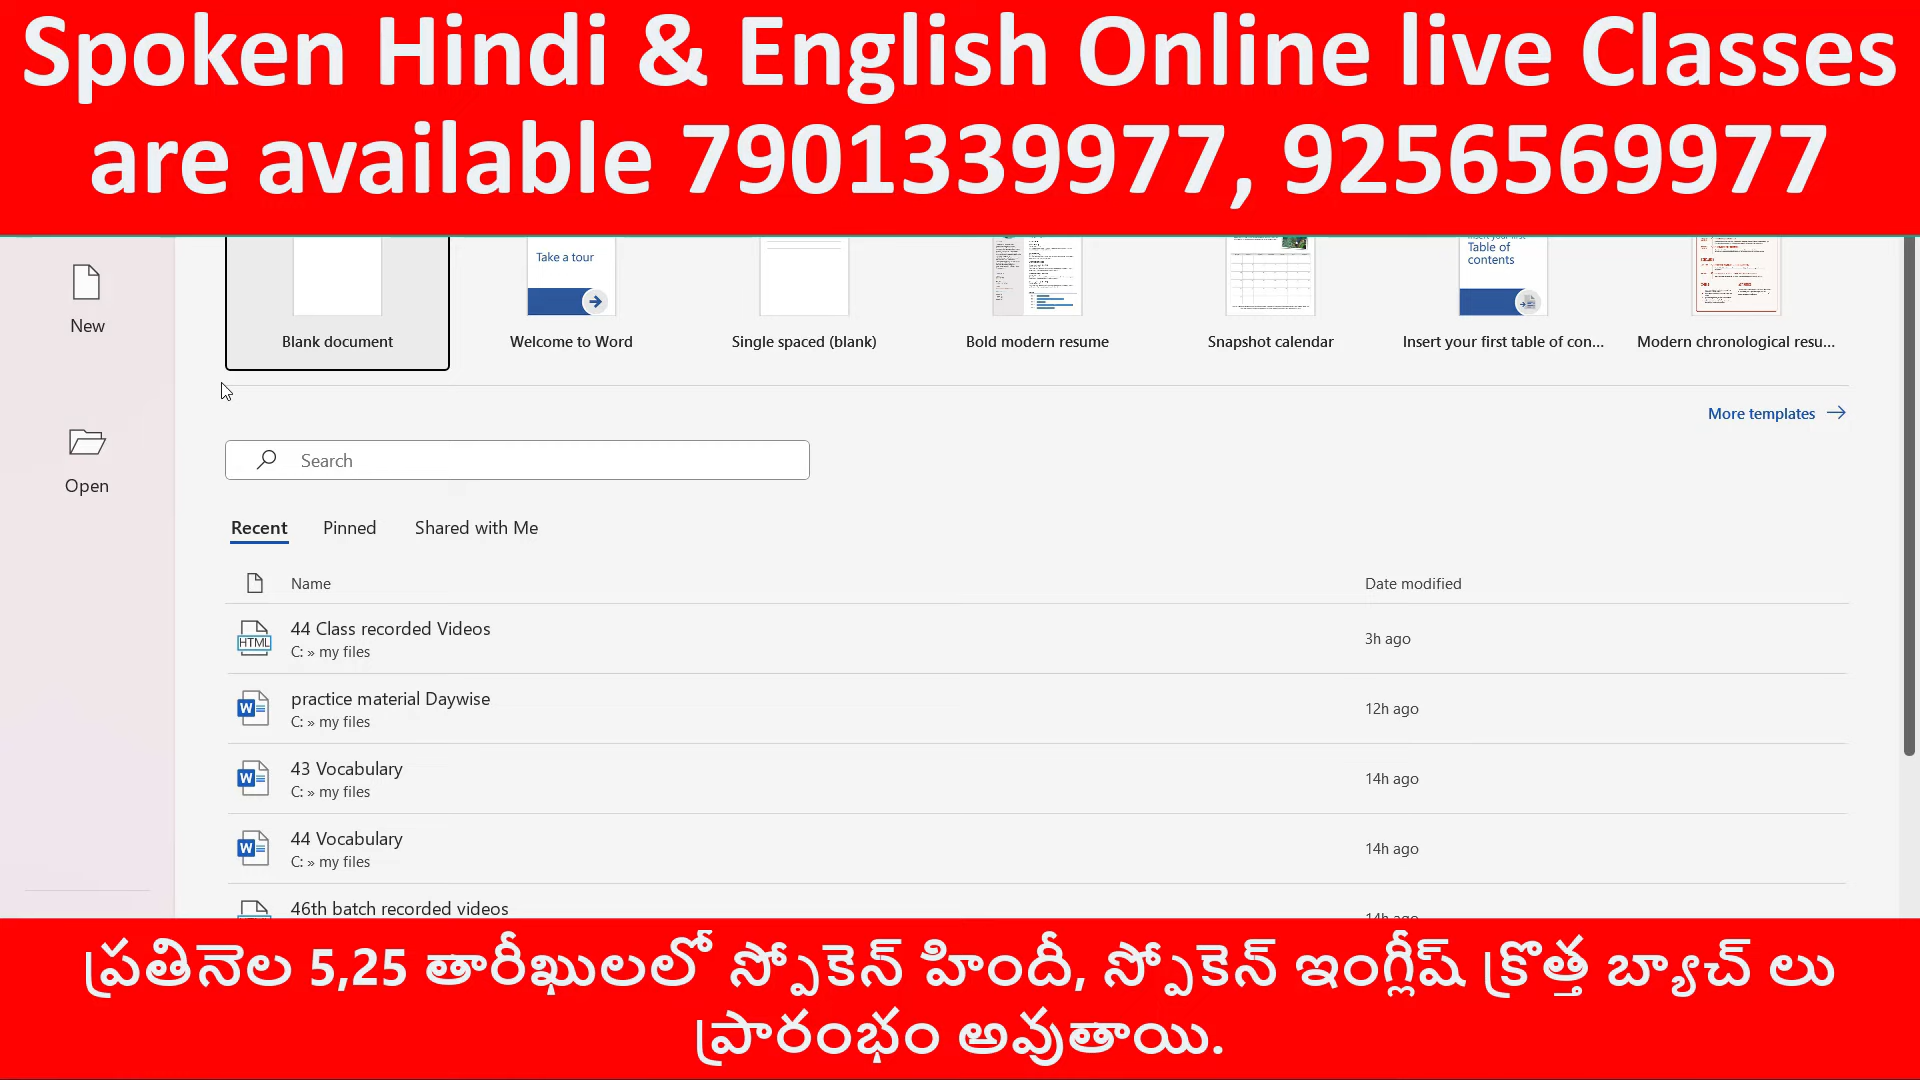 Spoken Hindi & English Online live Classes
are available 7901339977, 9256569977
New
Open
Take a tour
Table of
contents
Blank document
Welcome to Word
Single spaced (blank)
Bold modern resume
Snapshot calendar
Insert your first table of con...
Modern chronological resu...
More templates
Search
Recent Pinned Shared with Me
Name Date modified
HTML
44 Class recorded Videos
C: » my files
3h ago
W
practice material Daywise
C: » my files
12h ago
W
43 Vocabulary
C: » my files
14h ago
W
44 Vocabulary
C: » my files
14h ago
46th batch recorded videos
14h ago
ప్రతినెల 5,25 తారీఖులలో స్పోకెన్ హిందీ, స్పోకెన్ ఇంగ్లీష్ క్రొత్త బ్యాచ్ లు
ప్రారంభం అవుతాయి.